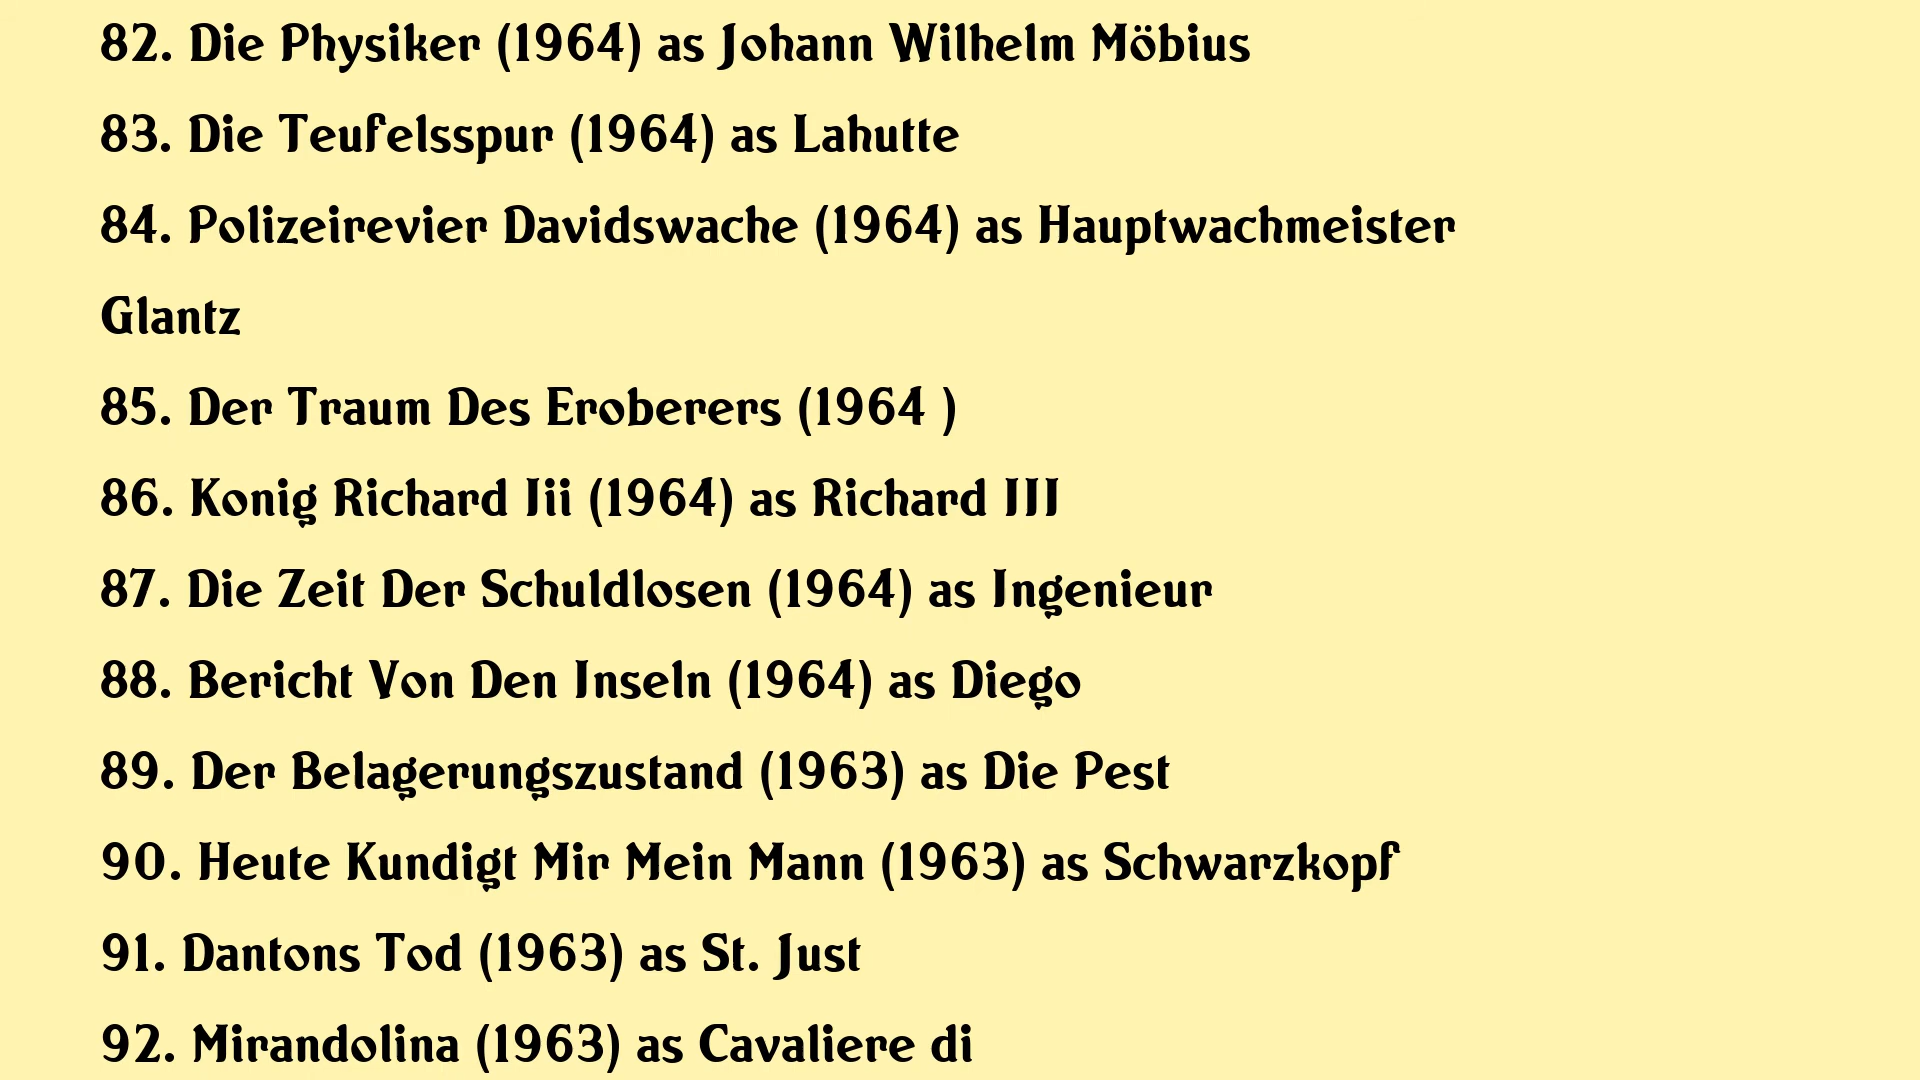 82. Die Physiker (1964) as Johann Wilhelm Möbius
83. Die Teufelsspur (1964) as Lahutte
84. Polizeirevier Davidswache (1964) as Hauptwachmeister
Glantz
85. Der Traum Des Eroberers (1964 )
86. Konig Richard Iii (1964) as Richard III
87. Die Zeit Der Schuldlosen (1964) as Ingenieur
88. Bericht Von Den Inseln (1964) as Diego
89. Der Belagerungszustand (1963) as Die Pest
90. Heute Kundigt Mir Mein Mann (1963) as Schwarzkopf
91. Dantons Tod (1963) as St. Just
92. Mirandolina (1963) as Cavaliere di